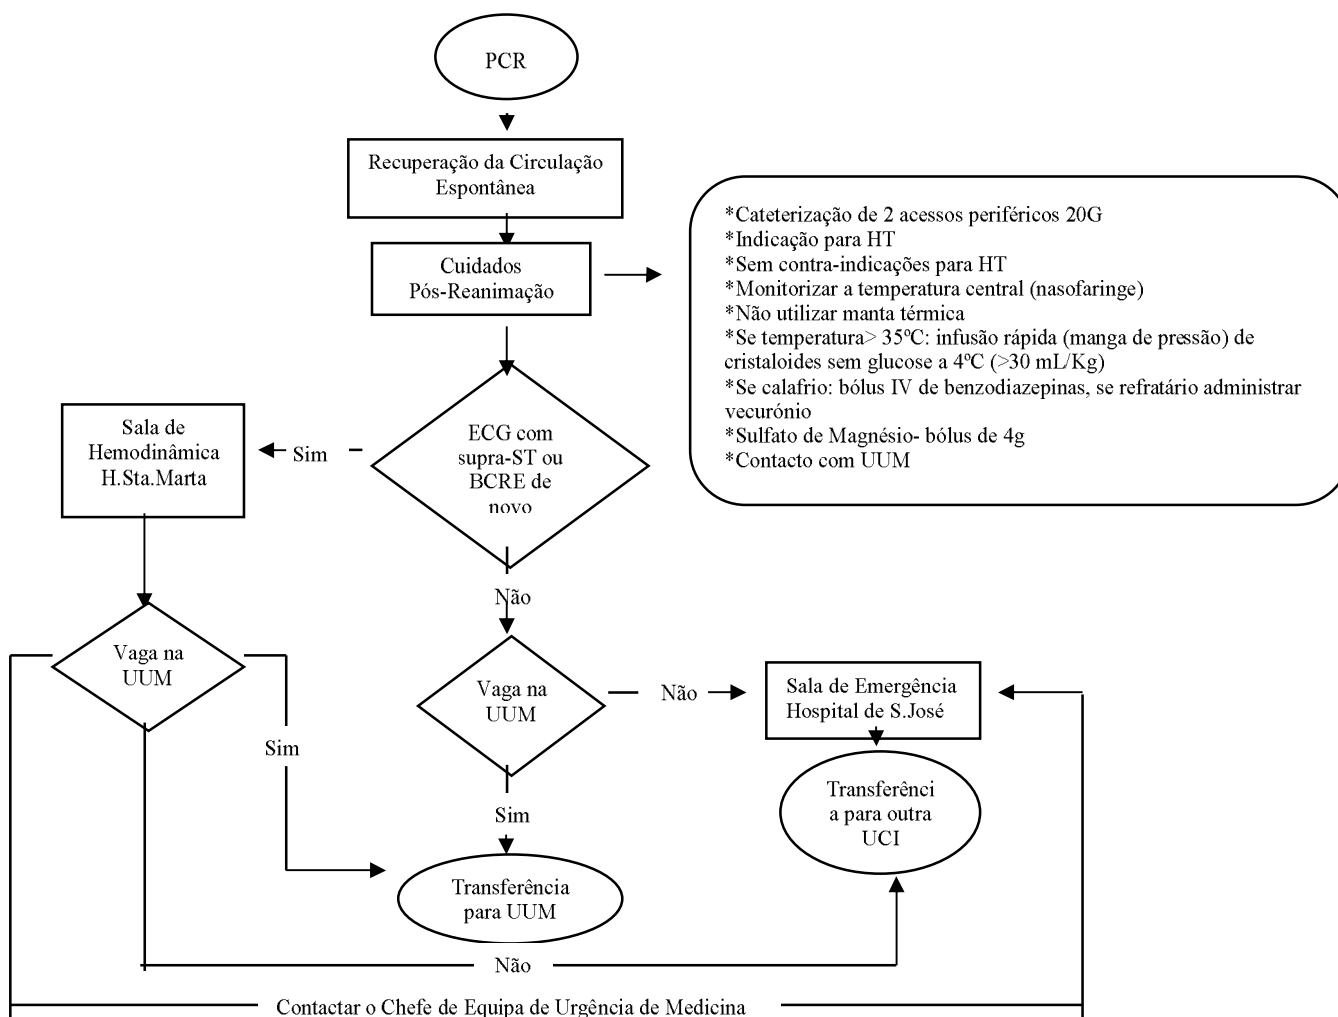 PCR
Recuperação da Circulação
Espontânea
Cuidados
Pós-Reanimação
*Cateterização de 2 acessos periféricos 20G
*Indicação para HT
*Sem contra-indicações para HT
*Monitorizar a temperatura central (nasofaringe)
*Não utilizar manta térmica
*Se temperatura> 35ºC: infusão rápida (manga de pressão) de
cristaloides sem glucose a 4ºC (>30 mL/Kg)
*Se calafrio: bólus IV de benzodiazepinas, se refratário administrar
vecurónio
*Sulfato de Magnésio- bólus de 4g
*Contacto com UUM
ECG com
supra-ST ou
BCRE de
novo
Sim
Sala de
Hemodinâmica
H.Sta.Marta
Não
Vaga na
UUM
Sim
Vaga na
UUM
Não
Sala de Emergência
Hospital de S.José
Sim
Transferênci
a para outra
UCI
Transferência
para UUM
Não
Contactar o Chefe de Equipa de Urgência de Medicina